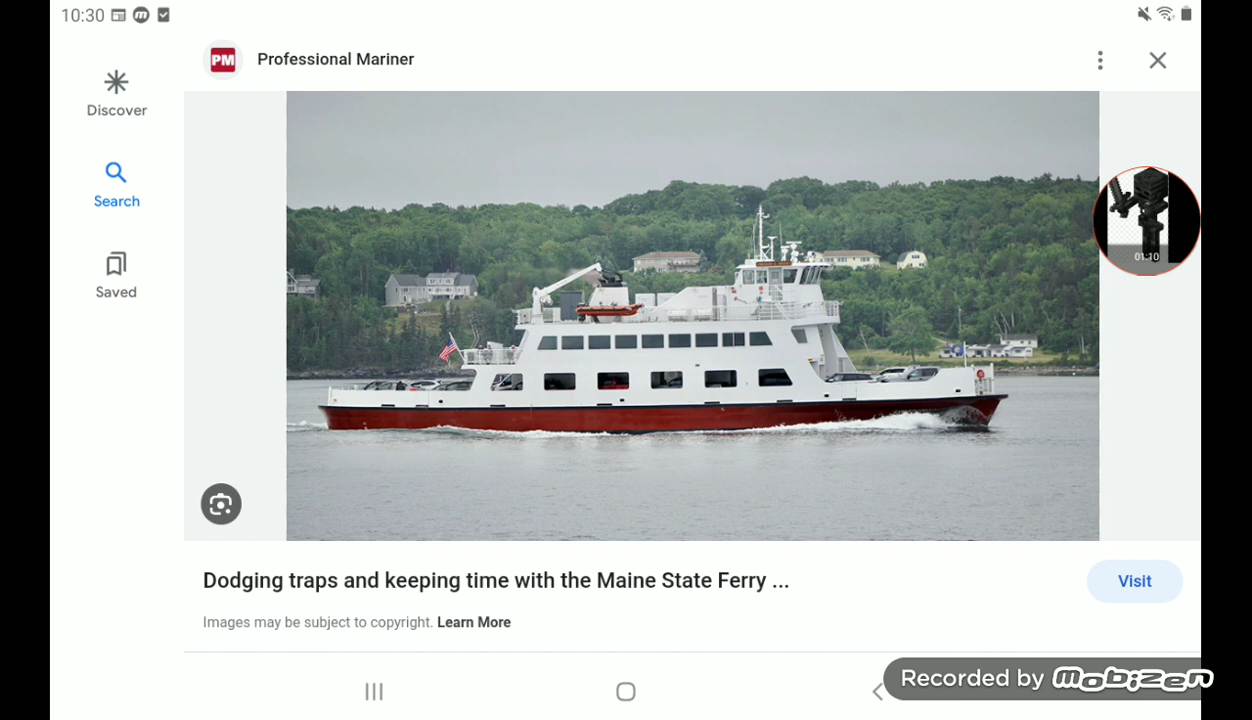 10:30
PM
Professional Mariner
Discover
Search
Saved
01:10
Dodging traps and keeping time with the Maine State Ferry ...
Visit
Images may be subject to copyright. Learn More
Recorded by mobizen